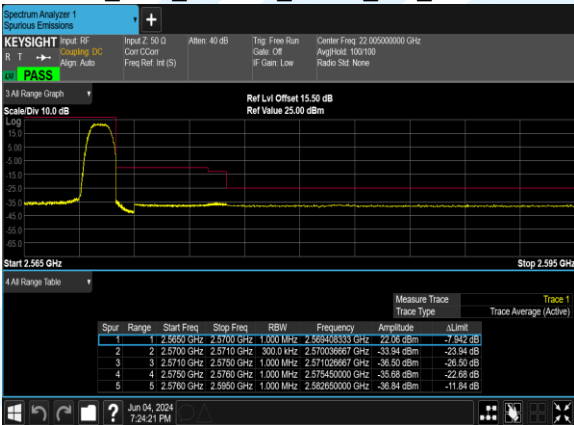 Spectrum Analyzer 1
Spurious Emissions
KEYSIGHT Input: RF Input Z: 50 Ω Atten: 40 dB Trig: Free Run Center Freq: 22.005000000 GHz
R T Coupling: DC Corr CCorr Gate: Off Avg|Hold: 100/100
Align: Auto Freq Ref: Int (S) IF Gain: Low Radio Std: None
PASS
3 All Range Graph
Ref Lvl Offset 15.50 dB
Scale/Div 10.0 dB Ref Value 25.00 dBm
Log
15.0
5.00
-5.00
-15.0
-25.0
-35.0
-45.0
-55.0
-65.0
Start 2.565 GHz Stop 2.595 GHz
4 All Range Table
Measure Trace Trace 1
Trace Type Trace Average (Active)
Spur Range Start Freq Stop Freq RBW Frequency Amplitude ΔLimit
1 1 2.5650 GHz 2.5700 GHz 1.000 MHz 2.569408333 GHz 22.06 dBm -7.942 dB
2 2 2.5700 GHz 2.5710 GHz 300.0 kHz 2.570036667 GHz -33.94 dBm -23.94 dB
3 3 2.5710 GHz 2.5750 GHz 1.000 MHz 2.571026667 GHz -36.50 dBm -26.50 dB
4 4 2.5750 GHz 2.5760 GHz 1.000 MHz 2.575450000 GHz -35.68 dBm -22.68 dB
5 5 2.5760 GHz 2.5950 GHz 1.000 MHz 2.582650000 GHz -36.84 dBm -11.84 dB
Jun 04, 2024
7:24:21 PM